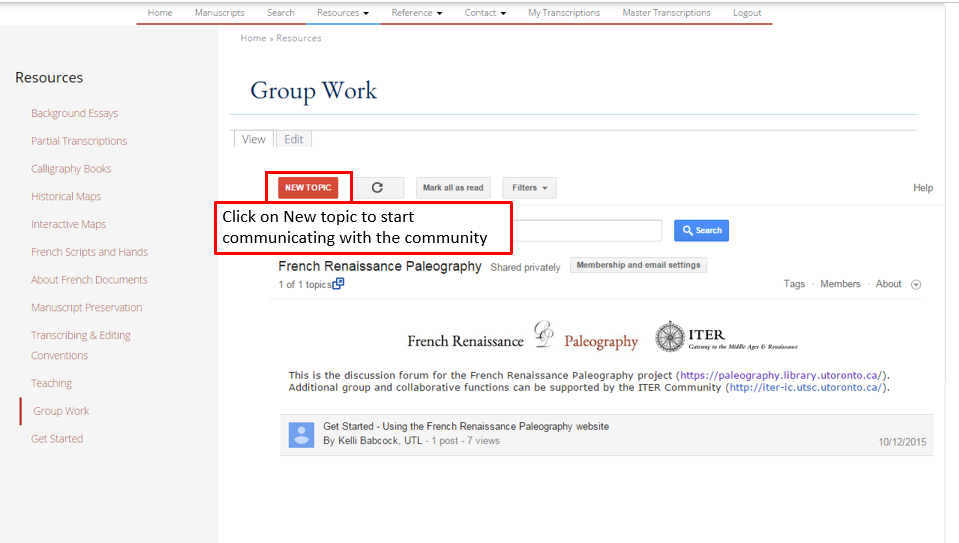 Home Manuscripts Search Resources Reference Contact My Transcriptions Master Transcriptions Logout
Home » Resources
Resources
Background Essays
Partial Transcriptions
Calligraphy Books
Historical Maps
Interactive Maps
French Scripts and Hands
About French Documents
Manuscript Preservation
Transcribing & Editing
Conventions
Teaching
Group Work
Get Started
Group Work
View Edit
NEW TOPIC Mark all as read Filters Help
Click on New topic to start
communicating with the community
Search
French Renaissance Paleography Shared privately Membership and email settings
1 of 1 topics
Tags · Members · About
French Renaissance Paleography
ITER
Gateway to the Middle Ages & Renaissance
This is the discussion forum for the French Renaissance Paleography project (https://paleography.library.utoronto.ca/).
Additional group and collaborative functions can be supported by the ITER Community (http://iter-ic.utsc.utoronto.ca/).
Get Started - Using the French Renaissance Paleography website
By Kelli Babcock, UTL - 1 post - 7 views
10/12/2015